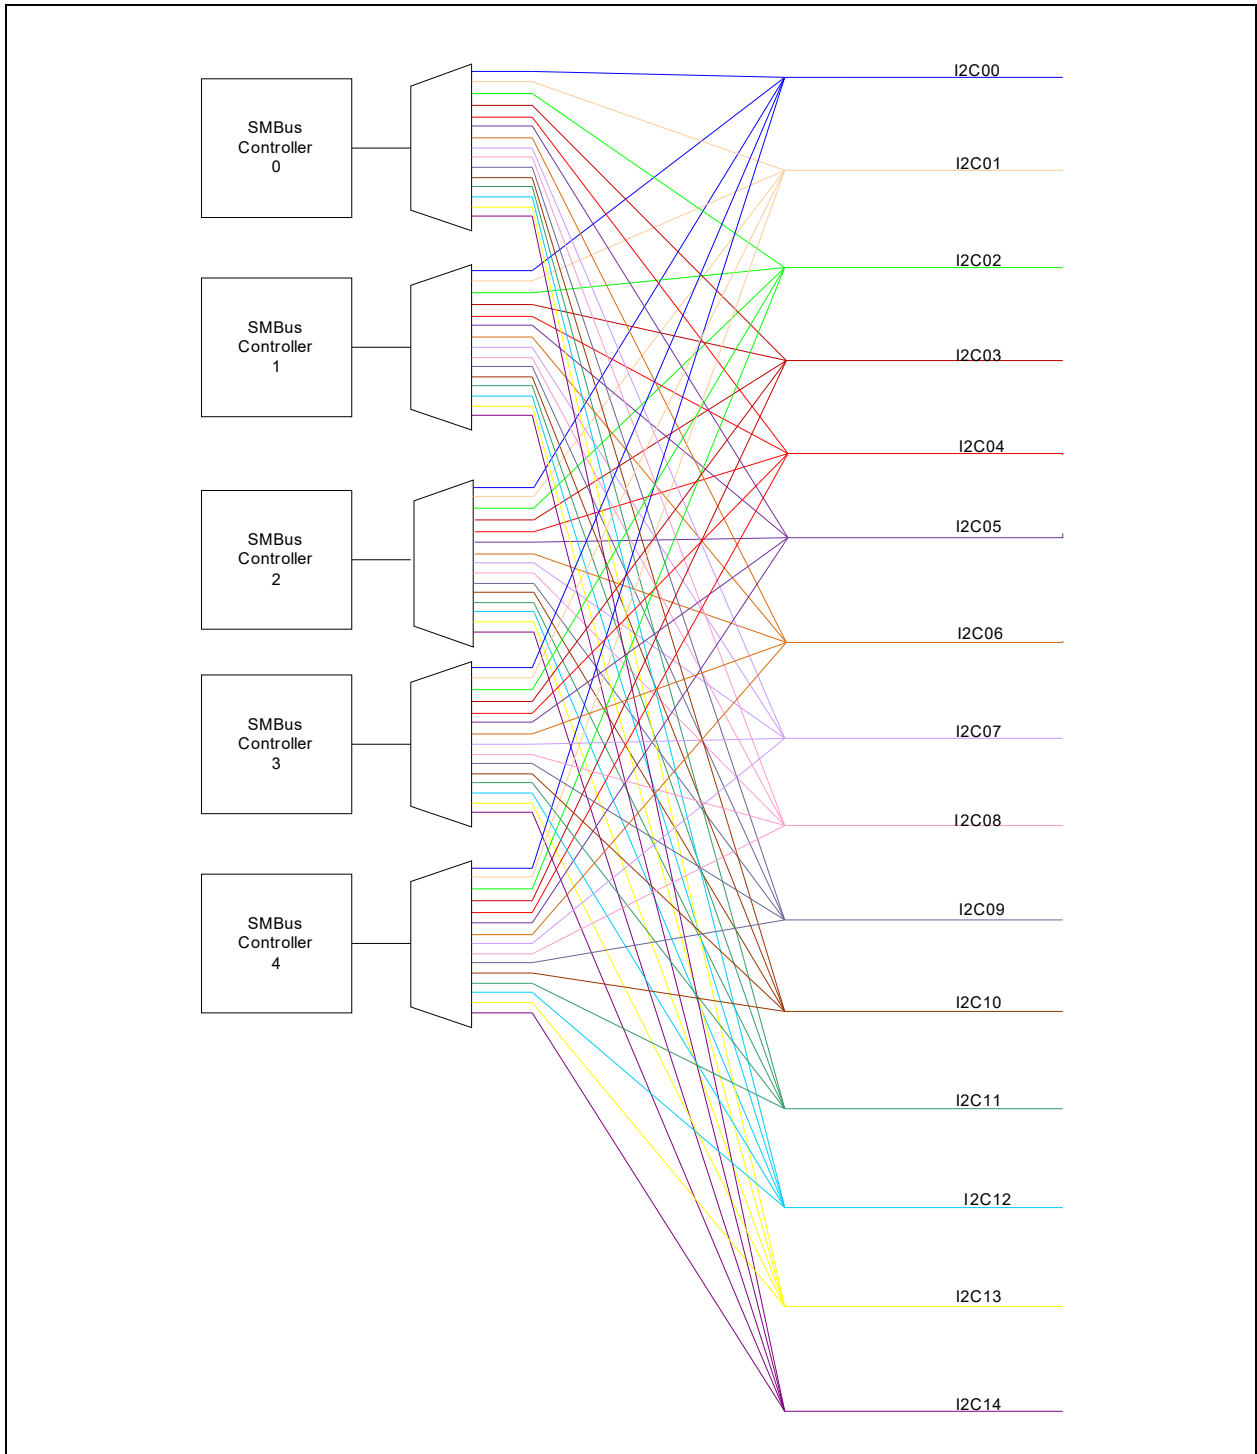 SMBus
Controller
0
SMBus
Controller
1
SMBus
Controller
2
SMBus
Controller
3
SMBus
Controller
4
I2C00
I2C01
I2C02
I2C03
I2C04
I2C05
I2C06
I2C07
I2C08
I2C09
I2C10
I2C11
I2C12
I2C13
I2C14